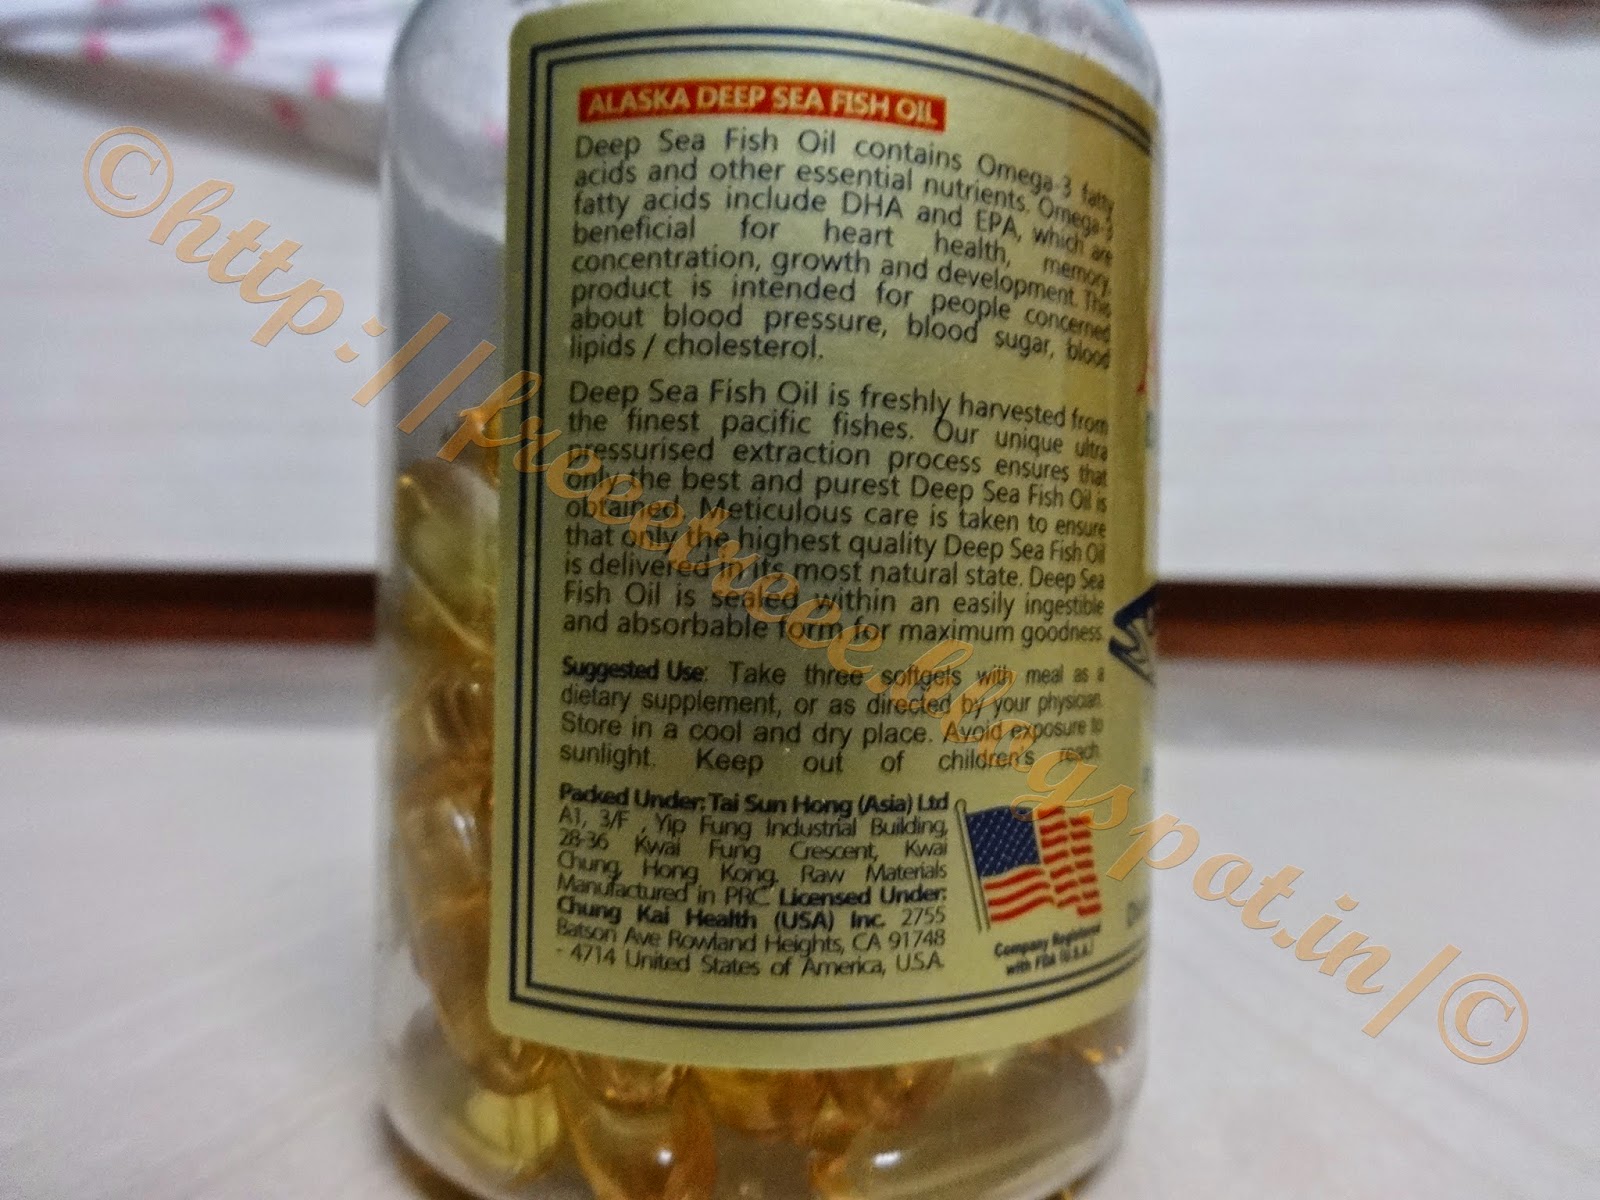 ALASKA DEEP SEA FISH OIL
Deep Sea Fish Oil contains Omega-3 fatty
acids and other essential nutrients. Omega-3
fatty acids include DHA and EPA, which are
beneficial for heart health, memory,
concentration, growth and development. This
product is intended for people concerned
about blood pressure, blood sugar, blood
lipids / cholesterol.
Deep Sea Fish Oil is freshly harvested from
the finest pacific fishes. Our unique ultra
pressurised extraction process ensures that
only the best and purest Deep Sea Fish Oil is
obtained. Meticulous care is taken to ensure
that only the highest quality Deep Sea Fish Oil
is delivered in its most natural state. Deep Sea
Fish Oil is sealed within an easily ingestible
and absorbable form for maximum goodness.
Suggested Use: Take three softgels with meal as a
dietary supplement, or as directed by your physician.
Store in a cool and dry place. Avoid exposure to
sunlight. Keep out of children's reach.
Packed Under: Tai Sun Hong (Asia) Ltd
A1, 3/F , Yip Fung Industrial Building,
28-36 Kwai Fung Crescent, Kwai
Chung, Hong Kong. Raw Materials
Manufactured in PRC. Licensed Under:
Chung Kai Health (USA) Inc. 2755
Batson Ave Rowland Heights, CA 91748
- 4714 United States of America, U.S.A.
Company Registered
with FDA (U.S.A.)
©http://freeetreee.blogspot.in/©